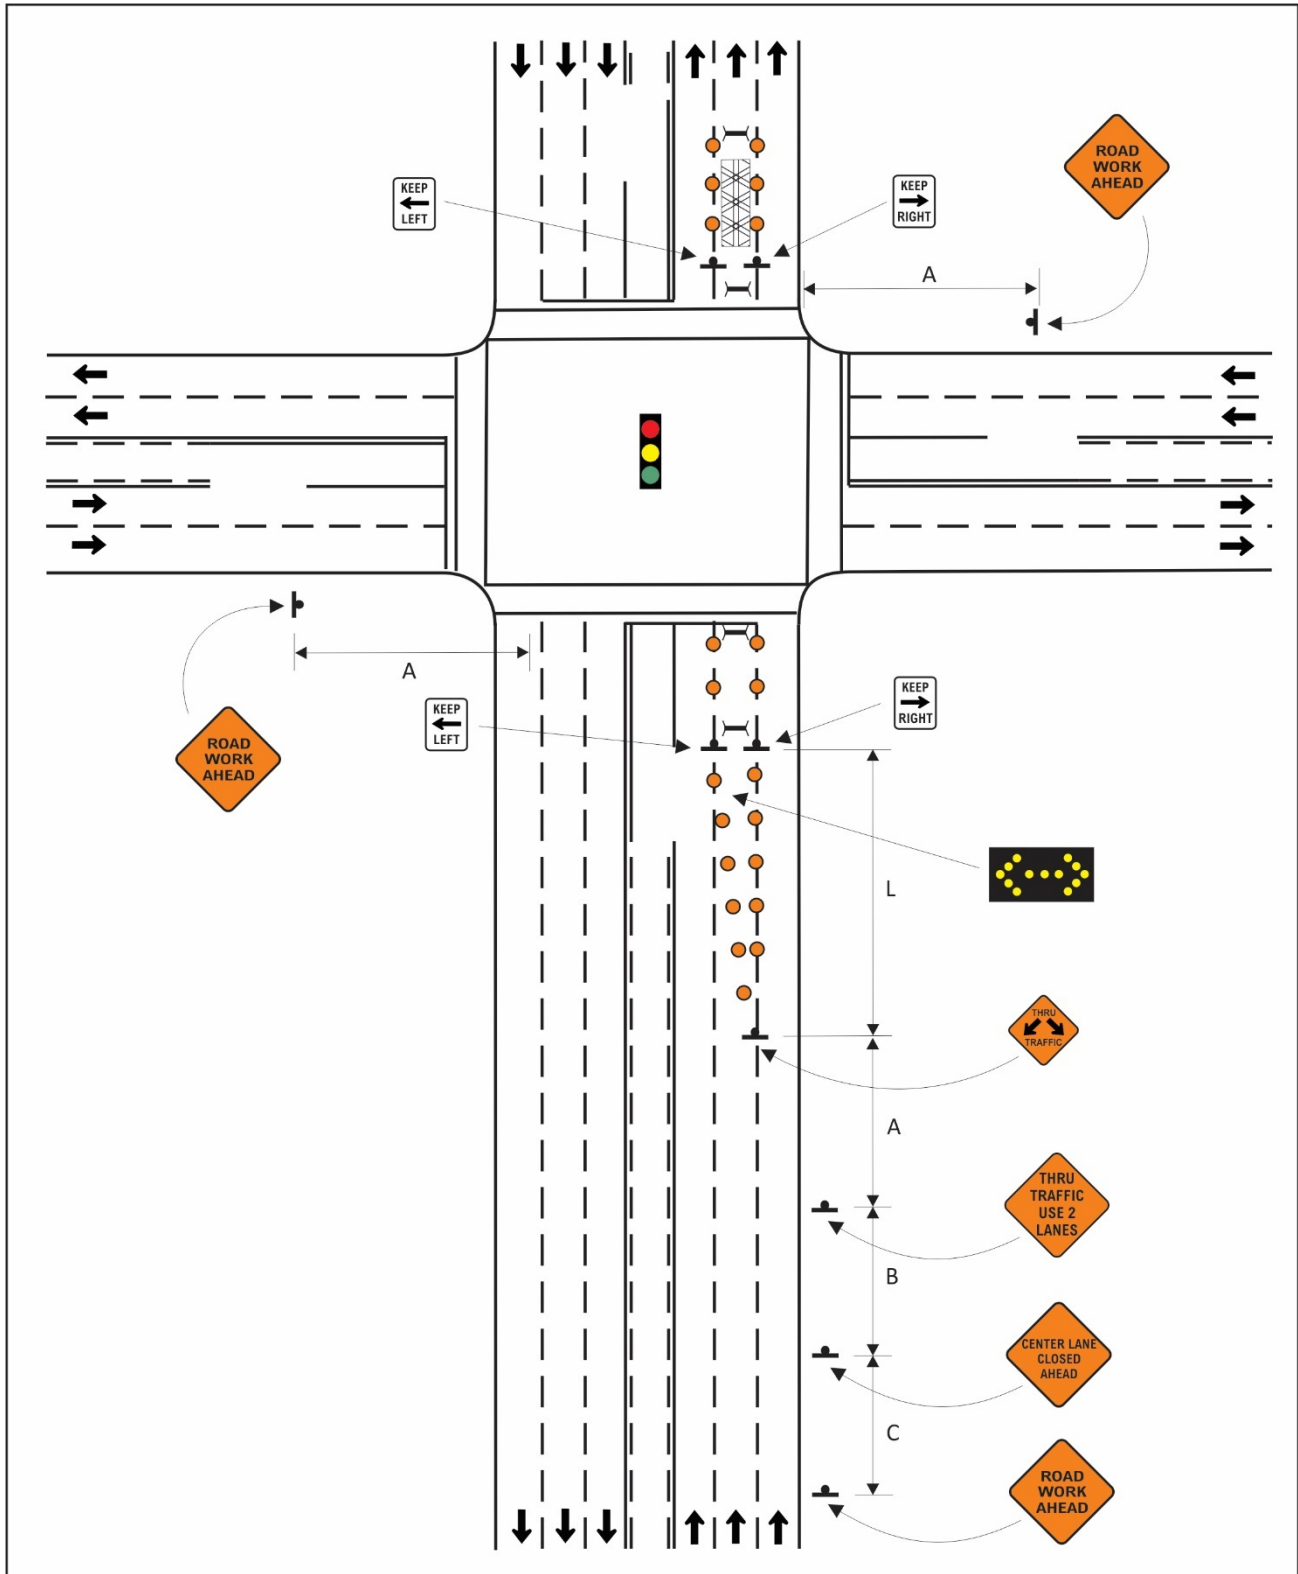 ROAD
WORK
AHEAD
KEEP
LEFT
KEEP
RIGHT
A
A
KEEP
LEFT
KEEP
RIGHT
ROAD
WORK
AHEAD
L
THRU
TRAFFIC
A
THRU
TRAFFIC
USE 2
LANES
B
CENTER LANE
CLOSED
AHEAD
C
ROAD
WORK
AHEAD